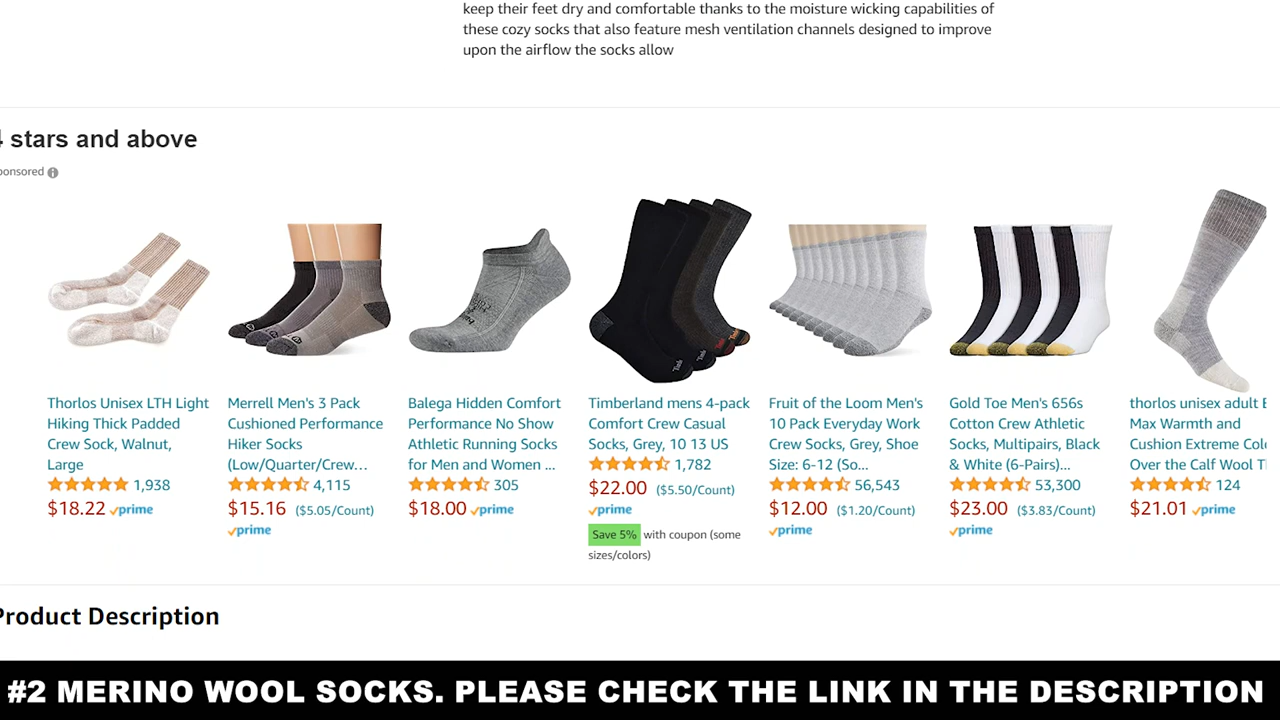 keep their feet dry and comfortable thanks to the moisture wicking capabilities of
these cozy socks that also feature mesh ventilation channels designed to improve
upon the airflow the socks allow
4 stars and above
ponsored
Thorlos Unisex LTH Light
Hiking Thick Padded
Crew Sock, Walnut,
Large
1,938
$18.22 prime
Merrell Men's 3 Pack
Cushioned Performance
Hiker Socks
(Low/Quarter/Crew...
4,115
$15.16 ($5.05/Count)
prime
Balega Hidden Comfort
Performance No Show
Athletic Running Socks
for Men and Women ...
305
$18.00 prime
Timberland mens 4-pack
Comfort Crew Casual
Socks, Grey, 10 13 US
1,782
$22.00 ($5.50/Count)
prime
Save 5% with coupon (some
sizes/colors)
Fruit of the Loom Men's
10 Pack Everyday Work
Crew Socks, Grey, Shoe
Size: 6-12 (So...
56,543
$12.00 ($1.20/Count)
prime
Gold Toe Men's 656s
Cotton Crew Athletic
Socks, Multipairs, Black
& White (6-Pairs)...
53,300
$23.00 ($3.83/Count)
prime
thorlos unisex adult
Max Warmth and
Cushion Extreme Col
Over the Calf Wool T
124
$21.01 prime
Product Description
#2 MERINO WOOL SOCKS. PLEASE CHECK THE LINK IN THE DESCRIPTION